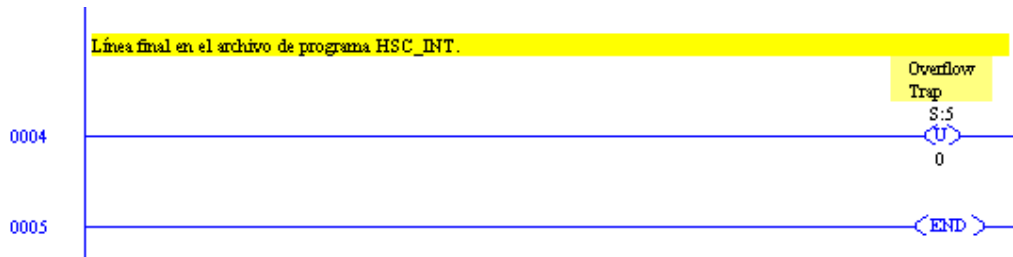 Línea final en el archivo de programa HSC_INT.
Overflow
Trap
S:5
0004
U
0
0005
END